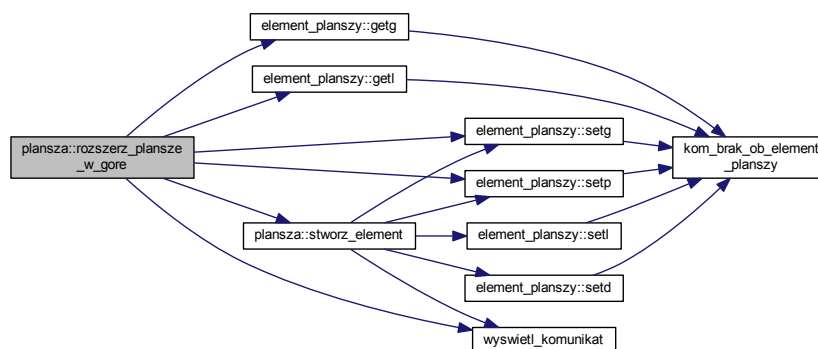 element_planszy::getg
element_planszy::getl
plansza::rozszerz_plansze
_w_gore
element_planszy::setg
kom_brak_ob_element
_planszy
element_planszy::setp
plansza::stworz_element
element_planszy::setl
element_planszy::setd
wyswietl_komunikat